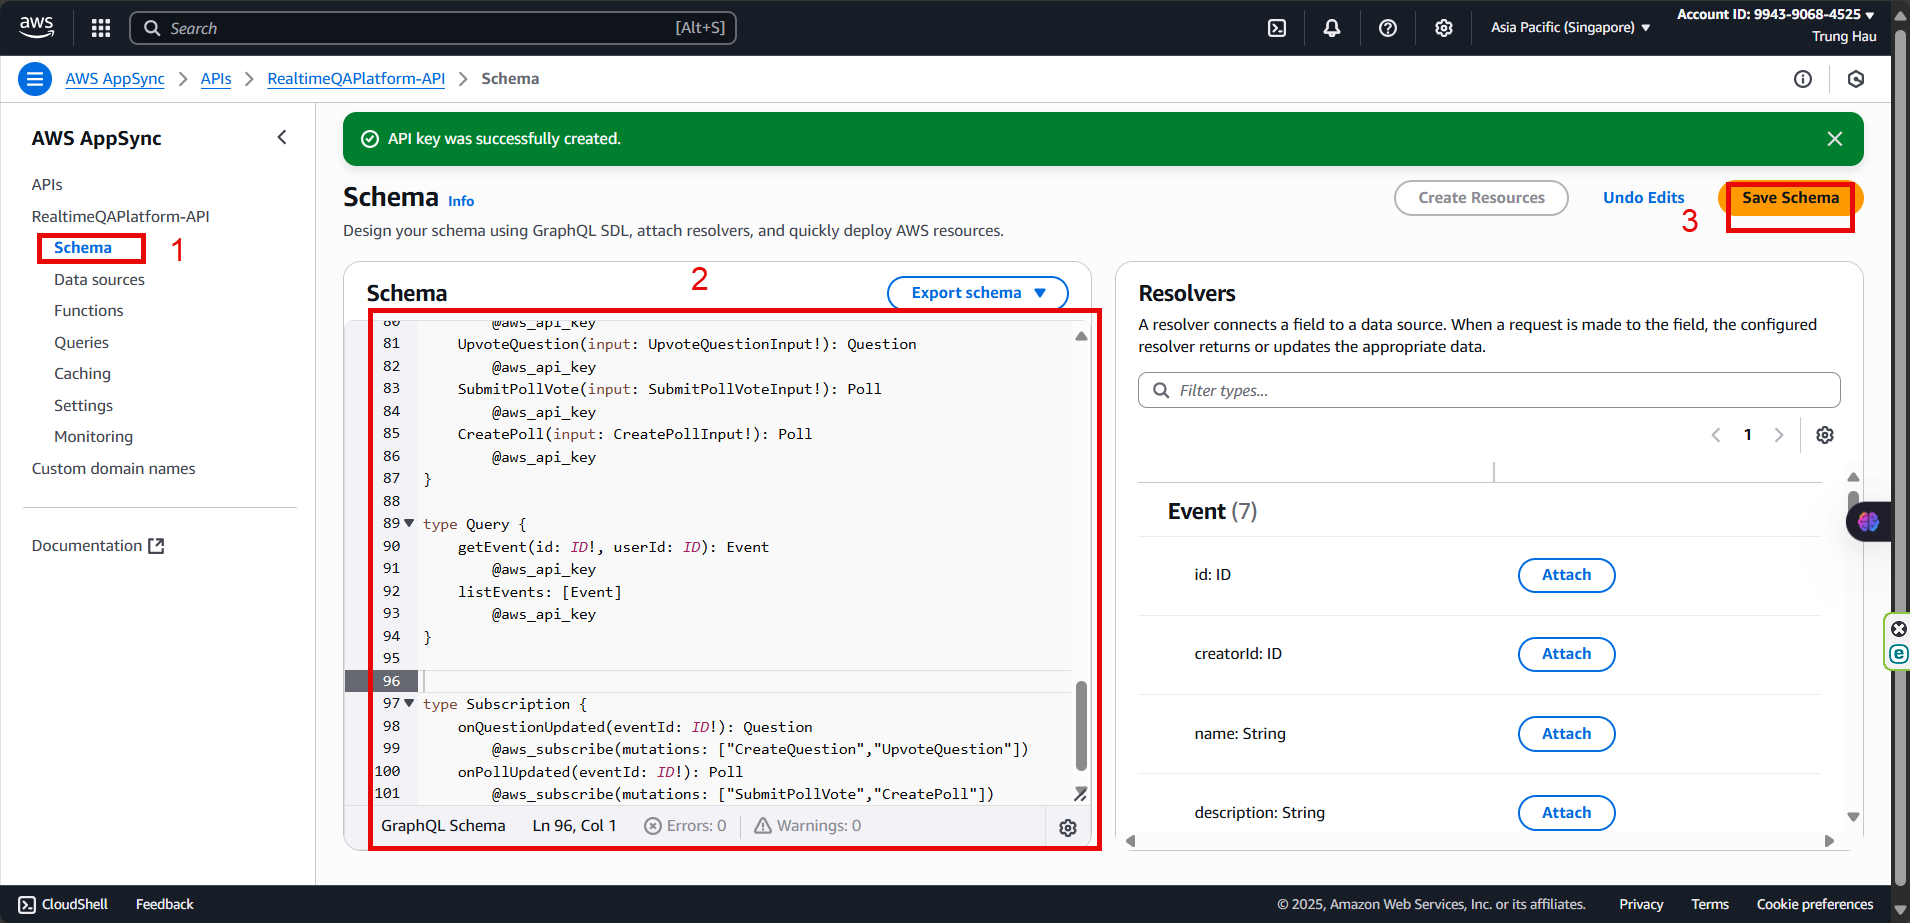 aws
Search [Alt+S]
Asia Pacific (Singapore)
Account ID: 9943-9068-4525
Trung Hau
AWS AppSync
APIs
RealtimeQAPlatform-API
Schema
AWS AppSync
APIs
RealtimeQAPlatform-API
Schema
1
Data sources
Functions
Queries
Caching
Settings
Monitoring
Custom domain names
Documentation
API key was successfully created.
Schema Info
Design your schema using GraphQL SDL, attach resolvers, and quickly deploy AWS resources.
Create Resources
Undo Edits
3
Save Schema
Schema
2
Export schema
80 @aws_api_key
81 UpvoteQuestion(input: UpvoteQuestionInput!): Question
82 @aws_api_key
83 SubmitPollVote(input: SubmitPollVoteInput!): Poll
84 @aws_api_key
85 CreatePoll(input: CreatePollInput!): Poll
86 @aws_api_key
87 }
88
89 type Query {
90 getEvent(id: ID!, userId: ID): Event
91 @aws_api_key
92 listEvents: [Event]
93 @aws_api_key
94 }
95
96
97 type Subscription {
98 onQuestionUpdated(eventId: ID!): Question
99 @aws_subscribe(mutations: ["CreateQuestion","UpvoteQuestion"])
100 onPollUpdated(eventId: ID!): Poll
101 @aws_subscribe(mutations: ["SubmitPollVote","CreatePoll"])
GraphQL Schema Ln 96, Col 1 Errors: 0 Warnings: 0
Resolvers
A resolver connects a field to a data source. When a request is made to the field, the configured
resolver returns or updates the appropriate data.
Filter types...
1
Event (7)
id: ID Attach
creatorId: ID Attach
name: String Attach
description: String Attach
CloudShell Feedback
© 2025, Amazon Web Services, Inc. or its affiliates. Privacy Terms Cookie preferences